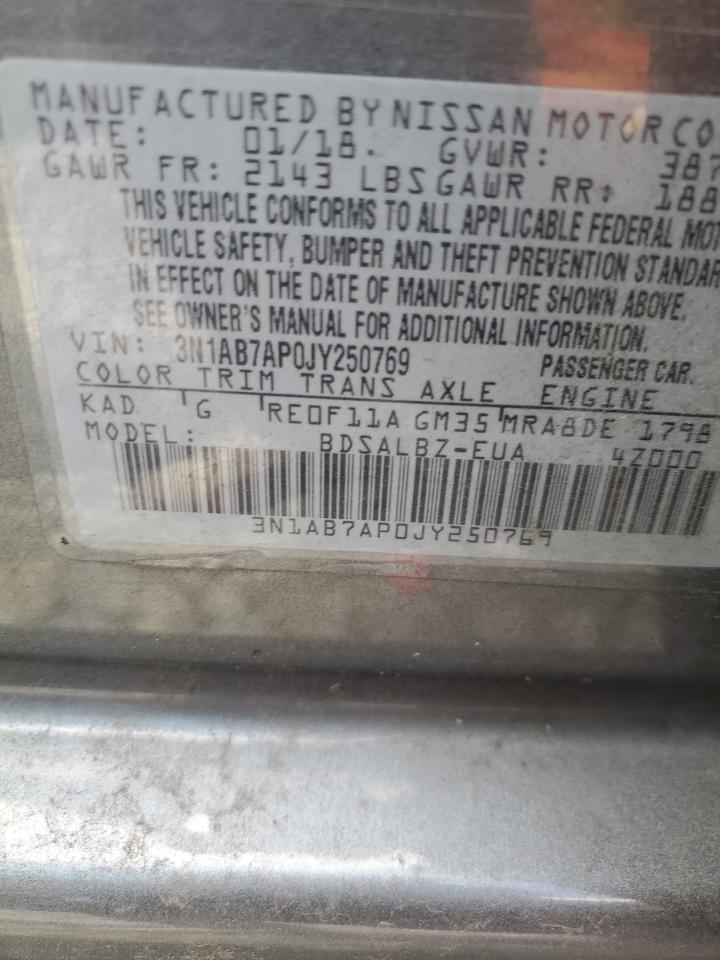 MANUFACTURED BY NISSAN MOTOR CO
DATE: 01/18. GVWR: 387
GAWR FR: 2143 LBS GAWR RR: 188
THIS VEHICLE CONFORMS TO ALL APPLICABLE FEDERAL MOT
VEHICLE SAFETY, BUMPER AND THEFT PREVENTION STANDAR
IN EFFECT ON THE DATE OF MANUFACTURE SHOWN ABOVE.
SEE OWNER'S MANUAL FOR ADDITIONAL INFORMATION.
VIN: 3N1AB7AP0JY250769 PASSENGER CAR.
COLOR TRIM TRANS AXLE ENGINE
KAD G RE0F11A GM35 MRA8DE 1798
MODEL: BDSALBZ-EUA 4Z000
3N1AB7AP0JY250769